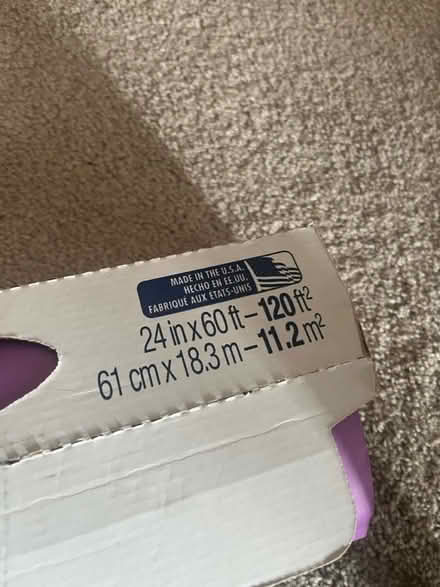 MADE IN THE U.S.A.
HECHO EN EE.UU.
FABRIQUÉ AUX ETATS-UNIS
24 in x 60 ft – 120 ft²
61 cm x 18.3 m – 11.2 m²